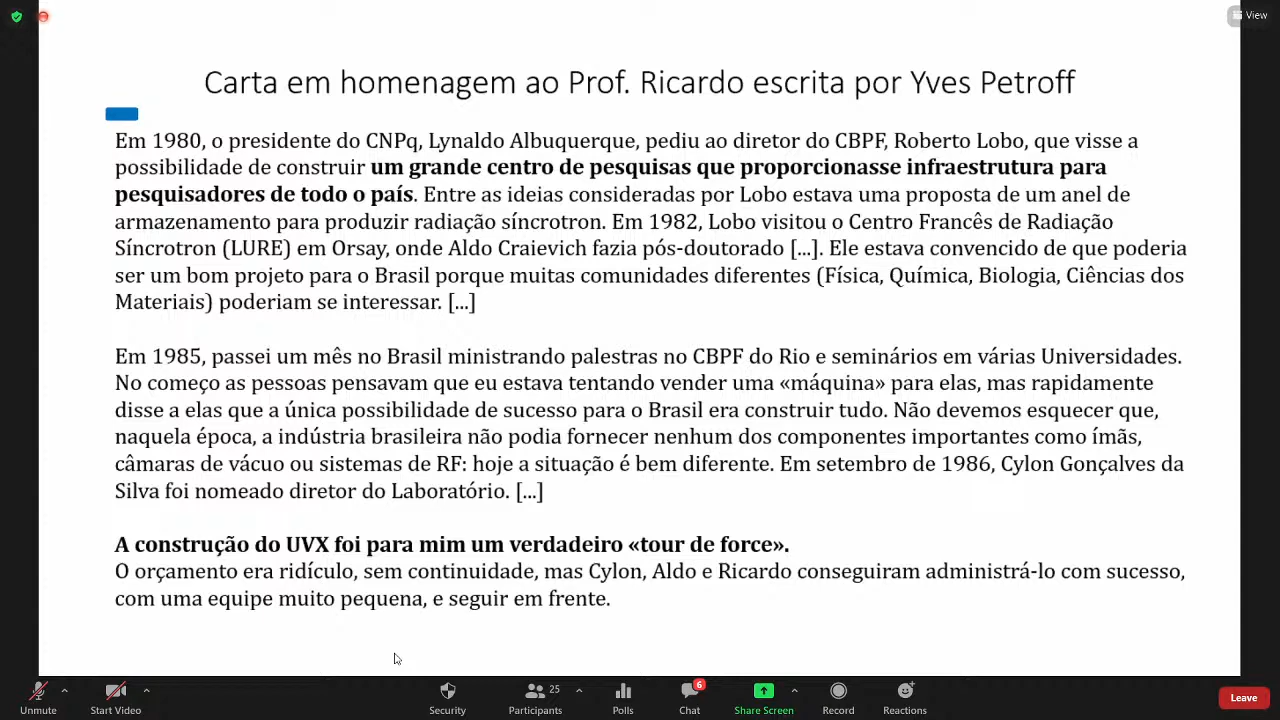 View
Carta em homenagem ao Prof. Ricardo escrita por Yves Petroff
Em 1980, o presidente do CNPq, Lynaldo Albuquerque, pediu ao diretor do CBPF, Roberto Lobo, que visse a
possibilidade de construir um grande centro de pesquisas que proporcionasse infraestrutura para
pesquisadores de todo o país. Entre as ideias consideradas por Lobo estava uma proposta de um anel de
armazenamento para produzir radiação síncrotron. Em 1982, Lobo visitou o Centro Francês de Radiação
Síncrotron (LURE) em Orsay, onde Aldo Craievich fazia pós-doutorado [...]. Ele estava convencido de que poderia
ser um bom projeto para o Brasil porque muitas comunidades diferentes (Física, Química, Biologia, Ciências dos
Materiais) poderiam se interessar. [...]
Em 1985, passei um mês no Brasil ministrando palestras no CBPF do Rio e seminários em várias Universidades.
No começo as pessoas pensavam que eu estava tentando vender uma «máquina» para elas, mas rapidamente
disse a elas que a única possibilidade de sucesso para o Brasil era construir tudo. Não devemos esquecer que,
naquela época, a indústria brasileira não podia fornecer nenhum dos componentes importantes como ímãs,
câmaras de vácuo ou sistemas de RF: hoje a situação é bem diferente. Em setembro de 1986, Cylon Gonçalves da
Silva foi nomeado diretor do Laboratório. [...]
A construção do UVX foi para mim um verdadeiro «tour de force».
O orçamento era ridículo, sem continuidade, mas Cylon, Aldo e Ricardo conseguiram administrá-lo com sucesso,
com uma equipe muito pequena, e seguir em frente.
Unmute Start Video Security Participants 25 Polls Chat 6 Share Screen Record Reactions Leave